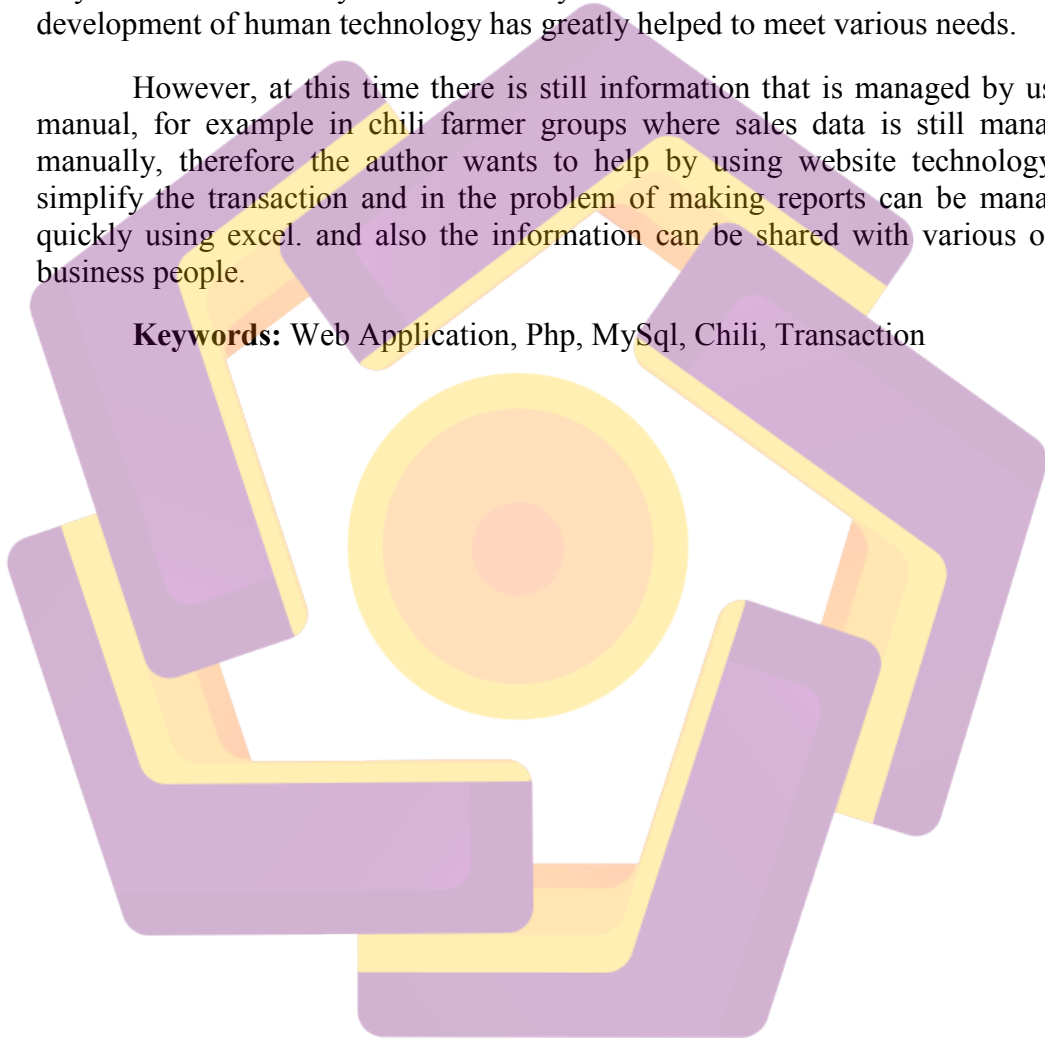 development of human technology has greatly helped to meet various needs.
However, at this time there is still information that is managed by us
manual, for example in chili farmer groups where sales data is still mana
manually, therefore the author wants to help by using website technology
simplify the transaction and in the problem of making reports can be mana
quickly using excel. and also the information can be shared with various o
business people.
Keywords: Web Application, Php, MySql, Chili, Transaction